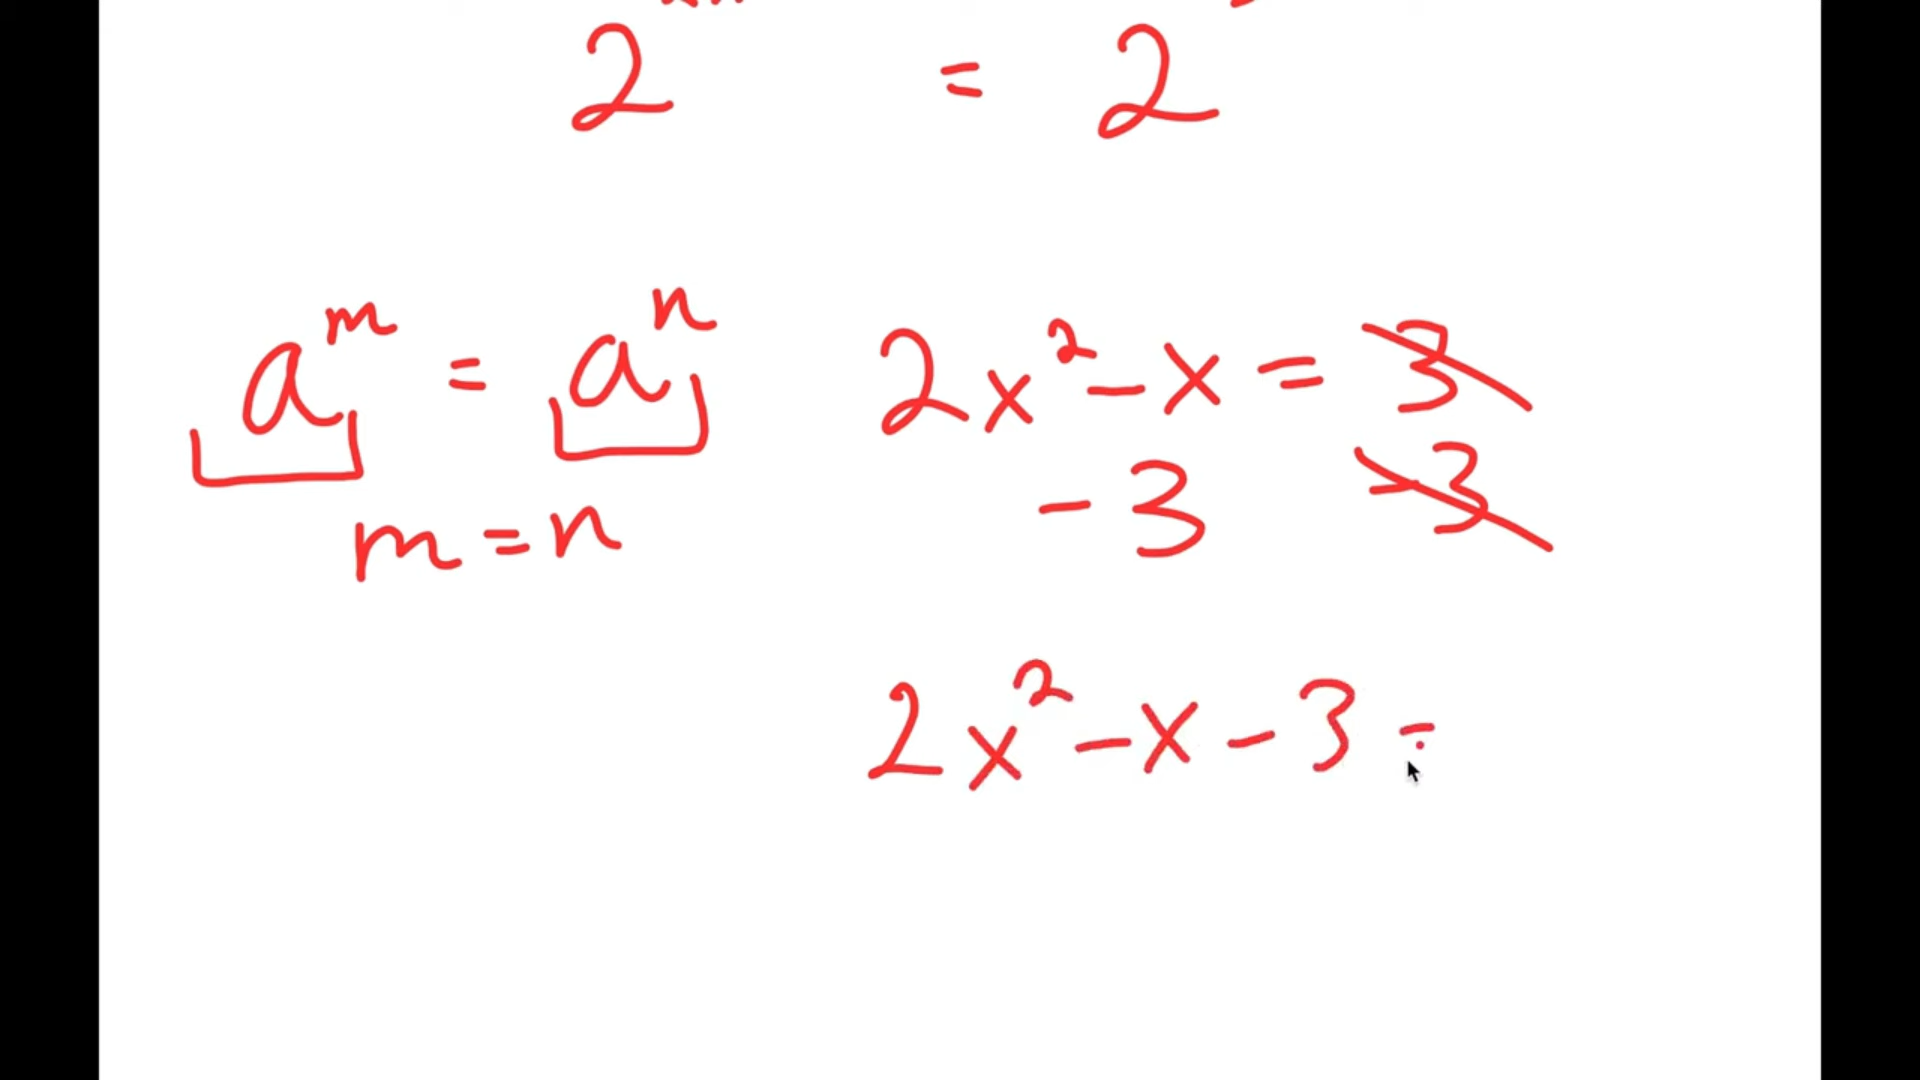 2 = 2
a^m = a^n
2x² - x = 3
- 3 - 3
m = n
2x² - x - 3 =